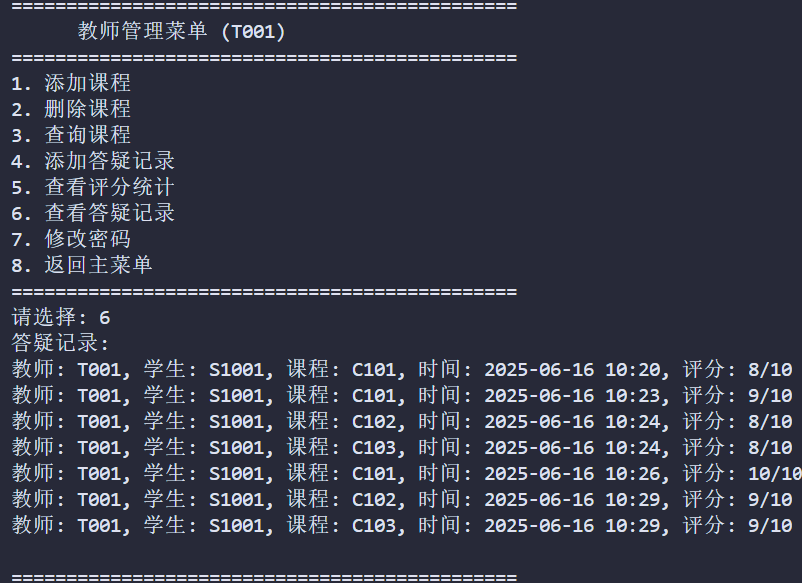 ==============================================
教师管理菜单 (T001)
==============================================
1. 添加课程
2. 删除课程
3. 查询课程
4. 添加答疑记录
5. 查看评分统计
6. 查看答疑记录
7. 修改密码
8. 返回主菜单
==============================================
请选择: 6
答疑记录:
教师: T001, 学生: S1001, 课程: C101, 时间: 2025-06-16 10:20, 评分: 8/10
教师: T001, 学生: S1001, 课程: C101, 时间: 2025-06-16 10:23, 评分: 9/10
教师: T001, 学生: S1001, 课程: C102, 时间: 2025-06-16 10:24, 评分: 8/10
教师: T001, 学生: S1001, 课程: C103, 时间: 2025-06-16 10:24, 评分: 8/10
教师: T001, 学生: S1001, 课程: C101, 时间: 2025-06-16 10:26, 评分: 10/10
教师: T001, 学生: S1001, 课程: C102, 时间: 2025-06-16 10:29, 评分: 9/10
教师: T001, 学生: S1001, 课程: C103, 时间: 2025-06-16 10:29, 评分: 9/10
==============================================